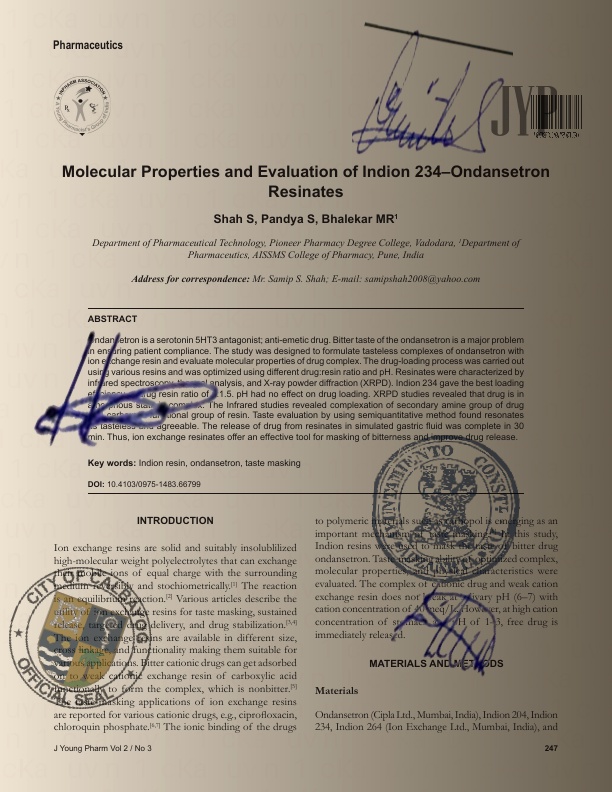 Pharmaceutics
JYP
Molecular Properties and Evaluation of Indion 234–Ondansetron
Resinates
Shah S, Pandya S, Bhalekar MR¹
Department of Pharmaceutical Technology, Pioneer Pharmacy Degree College, Vadodara, ¹Department of
Pharmaceutics, AISSMS College of Pharmacy, Pune, India
Address for correspondence: Mr. Samip S. Shah; E-mail: samipshah2008@yahoo.com
ABSTRACT
Ondansetron is a serotonin 5HT3 antagonist; anti-emetic drug. Bitter taste of the ondansetron is a major problem
in ensuring patient compliance. The study was designed to formulate tasteless complexes of ondansetron with
ion exchange resin and evaluate molecular properties of drug complex. The drug-loading process was carried out
using various resins and was optimized using different drug:resin ratio and pH. Resinates were characterized by
infrared spectroscopy, thermal analysis, and X-ray powder diffraction (XRPD). Indion 234 gave the best loading
drug resin ratio of 1:1.5. pH had no effect on drug loading. XRPD studies revealed that drug is in
amorphous state in complex. The Infrared studies revealed complexation of secondary amine group of drug
functional group of resin. Taste evaluation by using semiquantitative method found resonates
as tasteless agreeable. The release of drug from resinates in simulated gastric fluid was complete in 30
min. Thus, ion exchange resinates offer an effective tool for masking of bitterness and improve drug release.
Key words: Indion resin, ondansetron, taste masking
DOI: 10.4103/0975-1483.66799
INTRODUCTION
Ion exchange resins are solid and suitably insolublilized
high-molecular weight polyelectrolytes that can exchange
their mobile ions of equal charge with the surrounding
medium reversibly and stochiometrically.[1] The reaction
is an equilibrium reaction.[2] Various articles describe the
utility of ion exchange resins for taste masking, sustained
release, targeted drug delivery, and drug stabilization.[3,4]
The ion exchange resins are available in different size,
cross linkage, and functionality making them suitable for
various applications. Bitter cationic drugs can get adsorbed
on to weak cationic exchange resin of carboxylic acid
functionality to form the complex, which is nonbitter.[5]
The taste masking applications of ion exchange resins
are reported for various cationic drugs, e.g., ciprofloxacin,
chloroquin phosphate.[6,7] The ionic binding of the drugs
to polymeric materials such as carbopol is emerging as an
important mechanism of taste masking. In this study,
Indion resins were used to mask the taste of bitter drug
ondansetron. Taste masking ability of optimized complex,
molecular properties and release characteristics were
evaluated. The complex of cationic drug and weak cation
exchange resin does not break at salivary pH (6–7) with
cation concentration of 40 meq/L. However, at high cation
concentration of stomach and pH of 1–3, free drug is
immediately released.
MATERIALS AND METHODS
Materials
Ondansetron (Cipla Ltd., Mumbai, India), Indion 204, Indion
234, Indion 264 (Ion Exchange Ltd., Mumbai, India), and
J Young Pharm Vol 2 / No 3
247
OFFICIAL SEAL